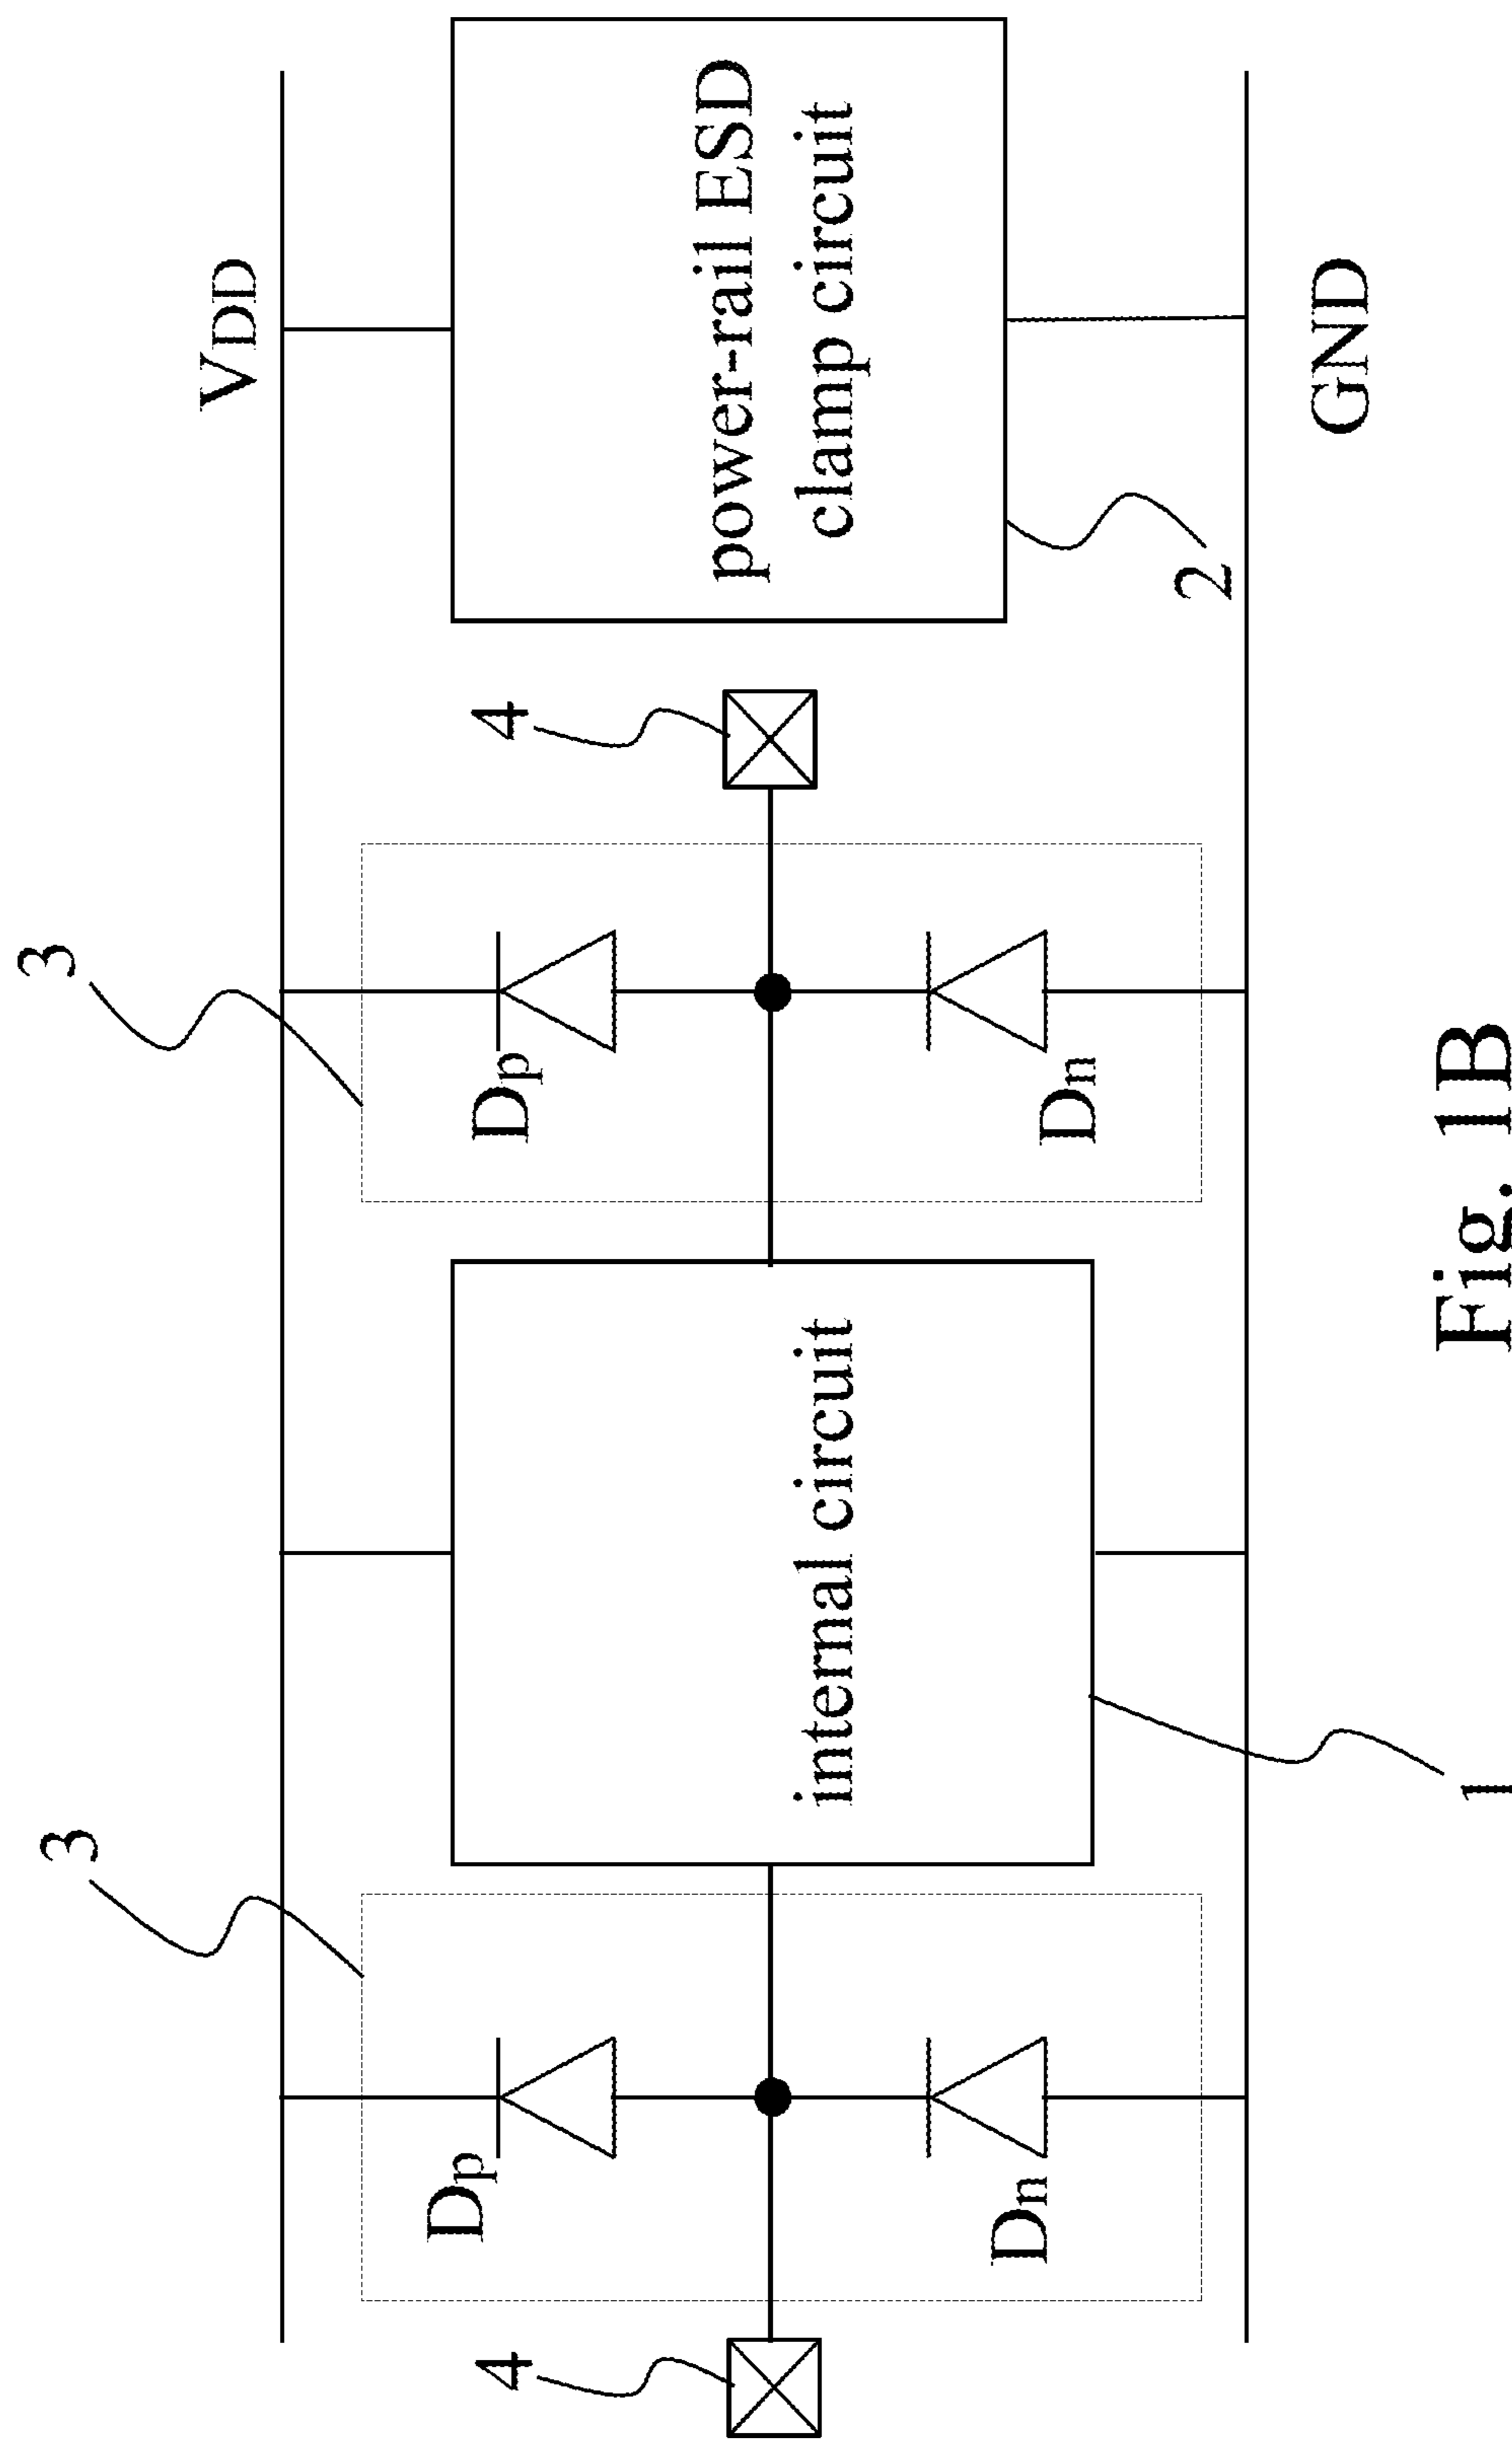 3
3
VDD
4
Dp
4
Dp
power-rail ESD
clamp circuit
internal circuit
Dn
Dn
2
GND
1
Fig. 1B